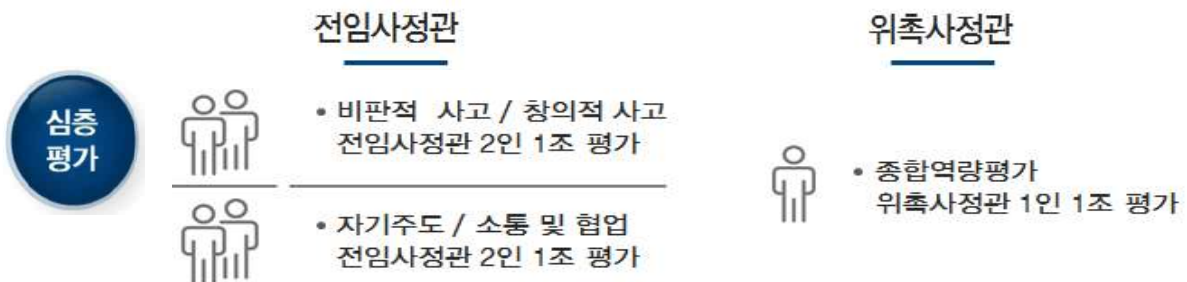 전임사정관
위촉사정관
심층
평가
• 비판적 사고 / 창의적 사고
전임사정관 2인 1조 평가
• 자기주도 / 소통 및 협업
전임사정관 2인 1조 평가
• 종합역량평가
위촉사정관 1인 1조 평가